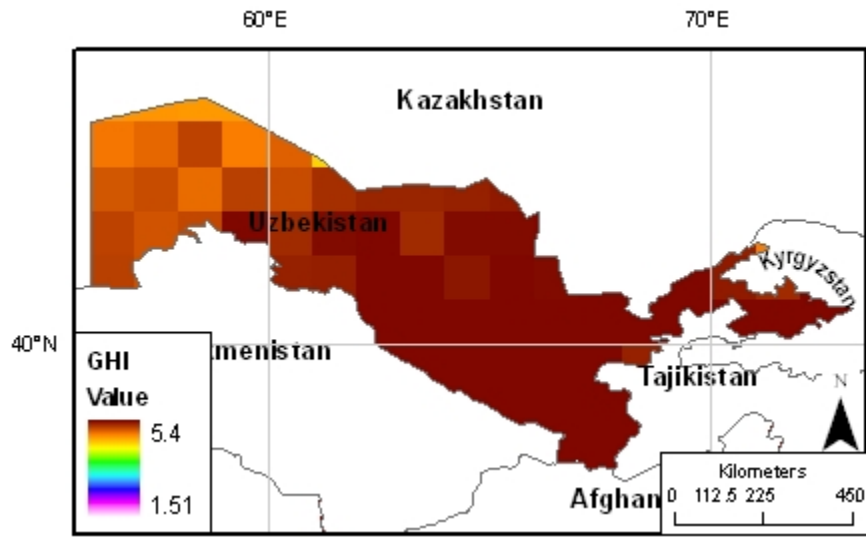 60°E 70°E
Kazakhstan
Uzbekistan
Kyrgyzstan
40°N
GHI
Value
5.4
1.51
menistan
Tajikistan
N
Afghan
Kilometers
0 112.5 225 450